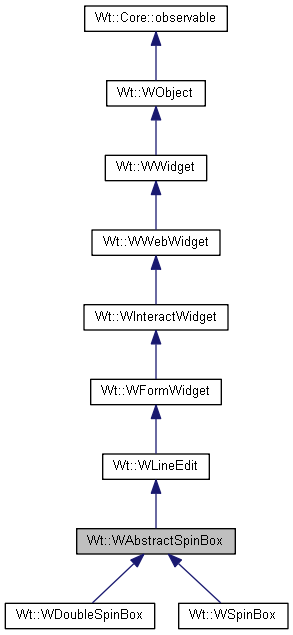 Wt::Core::observable
Wt::WObject
Wt::WWidget
Wt::WWebWidget
Wt::WInteractWidget
Wt::WFormWidget
Wt::WLineEdit
Wt::WAbstractSpinBox
Wt::WDoubleSpinBox
Wt::WSpinBox